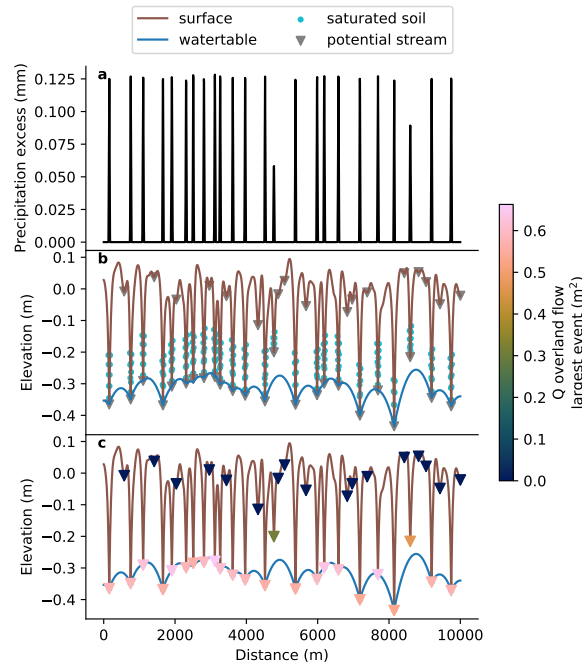 surface
saturated soil
watertable
potential stream
a
Precipitation excess (mm)
0.125
0.100
0.075
0.050
0.025
0.000
b
Elevation (m)
0.1
0.0
−0.1
−0.2
−0.3
−0.4
c
Elevation (m)
0.1
0.0
−0.1
−0.2
−0.3
−0.4
0
2000
4000
6000
8000
10000
Distance (m)
0.6
0.5
0.4
0.3
0.2
0.1
0.0
Q overland flow
largest event (m²)